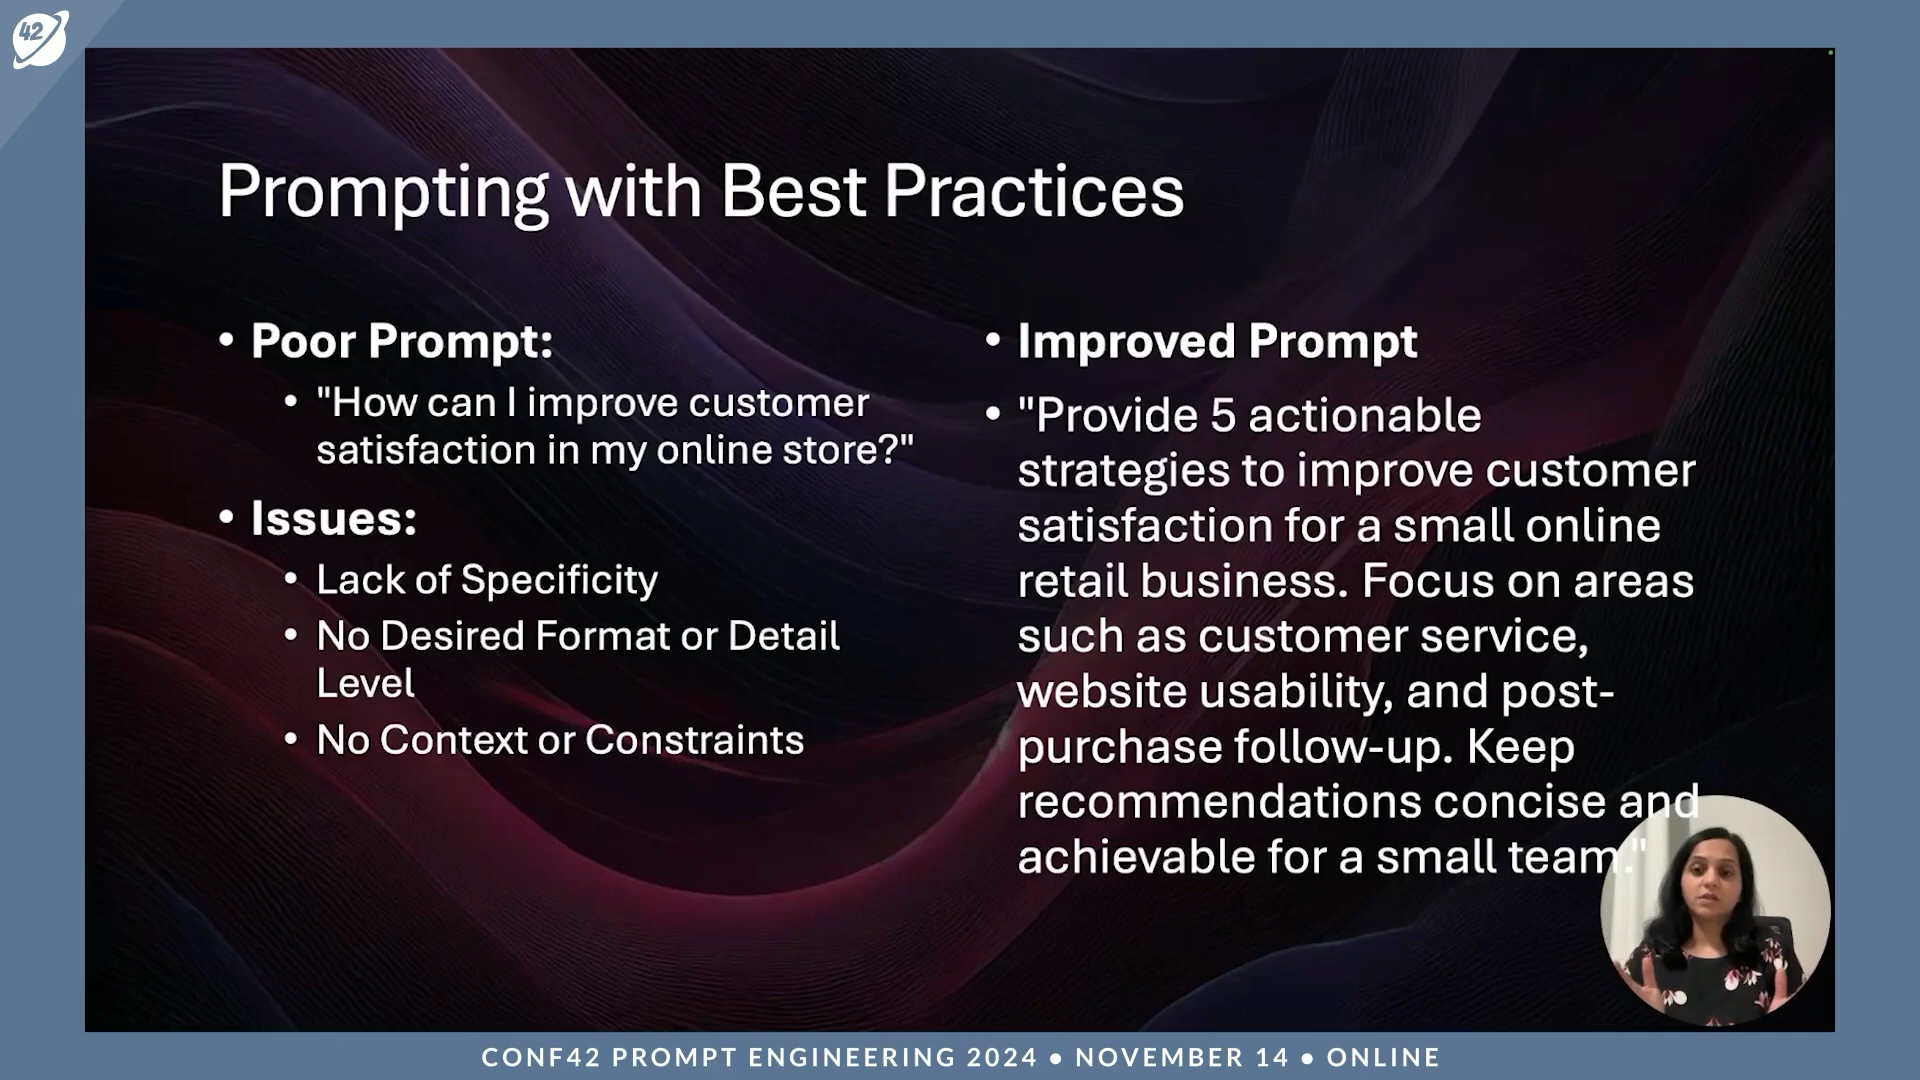 42
Prompting with Best Practices
• Poor Prompt:
• "How can I improve customer
satisfaction in my online store?"
• Issues:
• Lack of Specificity
• No Desired Format or Detail
Level
• No Context or Constraints
• Improved Prompt
• "Provide 5 actionable
strategies to improve customer
satisfaction for a small online
retail business. Focus on areas
such as customer service,
website usability, and post-
purchase follow-up. Keep
recommendations concise and
achievable for a small team."
CONF42 PROMPT ENGINEERING 2024 • NOVEMBER 14 • ONLINE